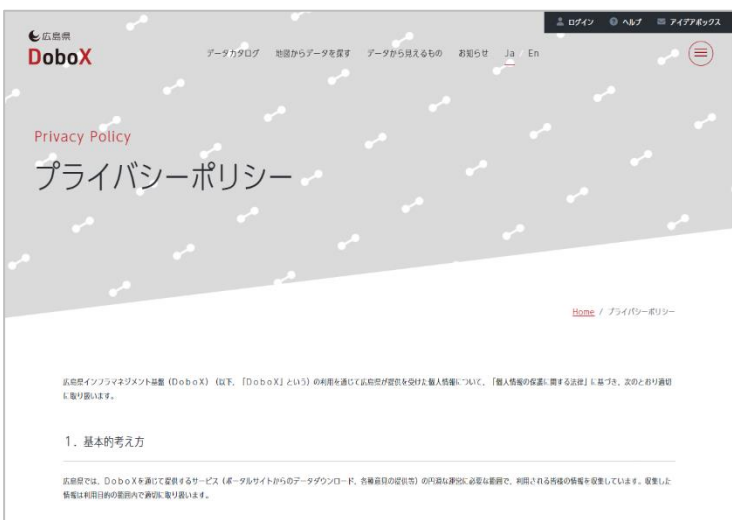 ログイン ヘルプ アイデアボックス
広島県
DoboX
データカタログ 地図からデータを探す データから見えるもの お知らせ Ja / En
Privacy Policy
プライバシーポリシー
Home / プライバシーポリシー
広島県インフラマネジメント基盤（DoboX）（以下、「DoboX」という）の利用を通じて広島県が提供を受けた個人情報について、「個人情報の保護に関する法律」に基づき、次のとおり適切
に取り扱います。
1．基本的考え方
広島県では、DoboXを通じて提供するサービス（ポータルサイトからのデータダウンロード、各種意見の提供等）の円滑な運営に必要な範囲で、利用される皆様の情報を収集しています。収集した
情報は利用目的の範囲内で適切に取り扱います。